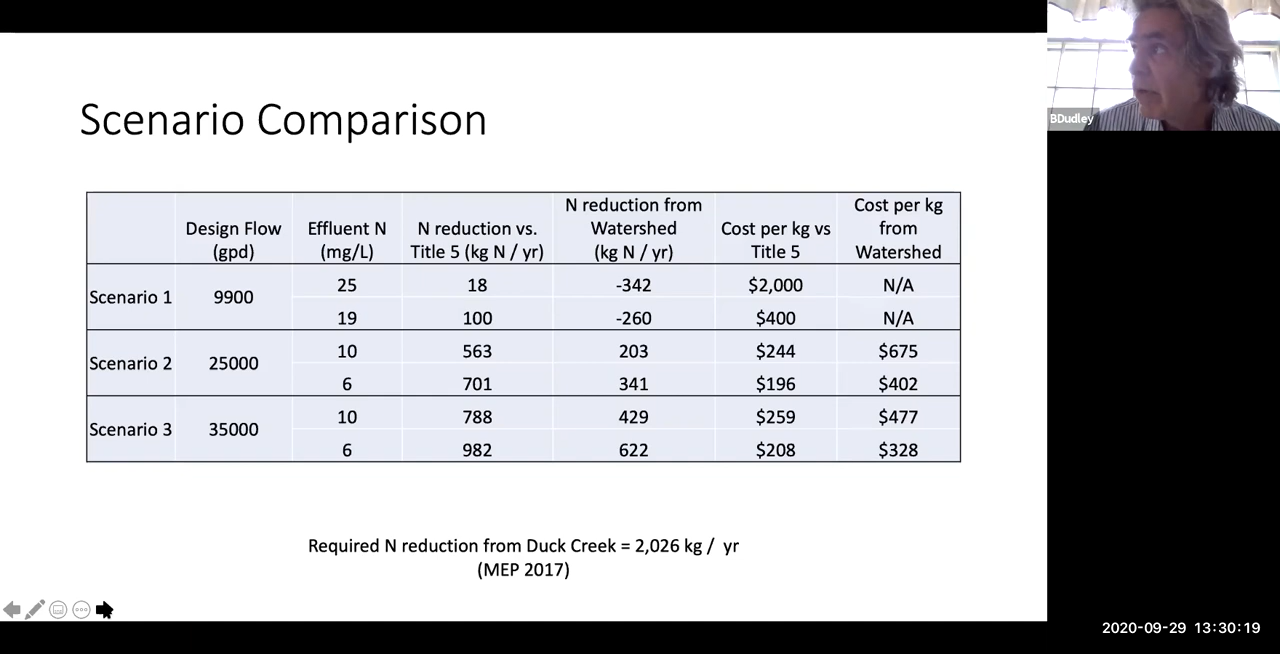 Scenario Comparison
BDudley
Design Flow (gpd) Effluent N (mg/L) N reduction vs. Title 5 (kg N / yr) N reduction from Watershed (kg N / yr) Cost per kg vs Title 5 Cost per kg from Watershed
Scenario 1 9900 25 18 -342 $2,000 N/A
19 100 -260 $400 N/A
Scenario 2 25000 10 563 203 $244 $675
6 701 341 $196 $402
Scenario 3 35000 10 788 429 $259 $477
6 982 622 $208 $328
Required N reduction from Duck Creek = 2,026 kg / yr
(MEP 2017)
2020-09-29 13:30:19